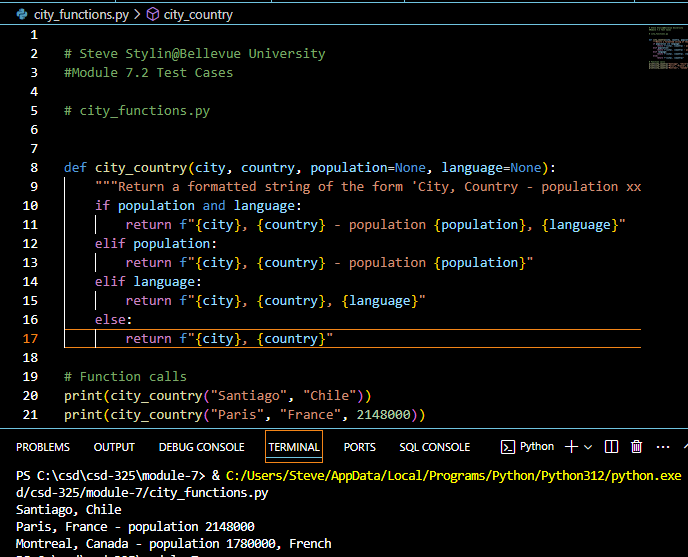 city_functions.py > city_country
1
2 # Steve Stylin@Bellevue University
3 #Module 7.2 Test Cases
4
5 # city_functions.py
6
7
8 def city_country(city, country, population=None, language=None):
9 """Return a formatted string of the form 'City, Country - population xx
10 if population and language:
11 return f"{city}, {country} - population {population}, {language}"
12 elif population:
13 return f"{city}, {country} - population {population}"
14 elif language:
15 return f"{city}, {country}, {language}"
16 else:
17 return f"{city}, {country}"
18
19 # Function calls
20 print(city_country("Santiago", "Chile"))
21 print(city_country("Paris", "France", 2148000))
PROBLEMS OUTPUT DEBUG CONSOLE TERMINAL PORTS SQL CONSOLE Python
PS C:\csd\csd-325\module-7> & C:/Users/Steve/AppData/Local/Programs/Python/Python312/python.exe
d/csd-325/module-7/city_functions.py
Santiago, Chile
Paris, France - population 2148000
Montreal, Canada - population 1780000, French